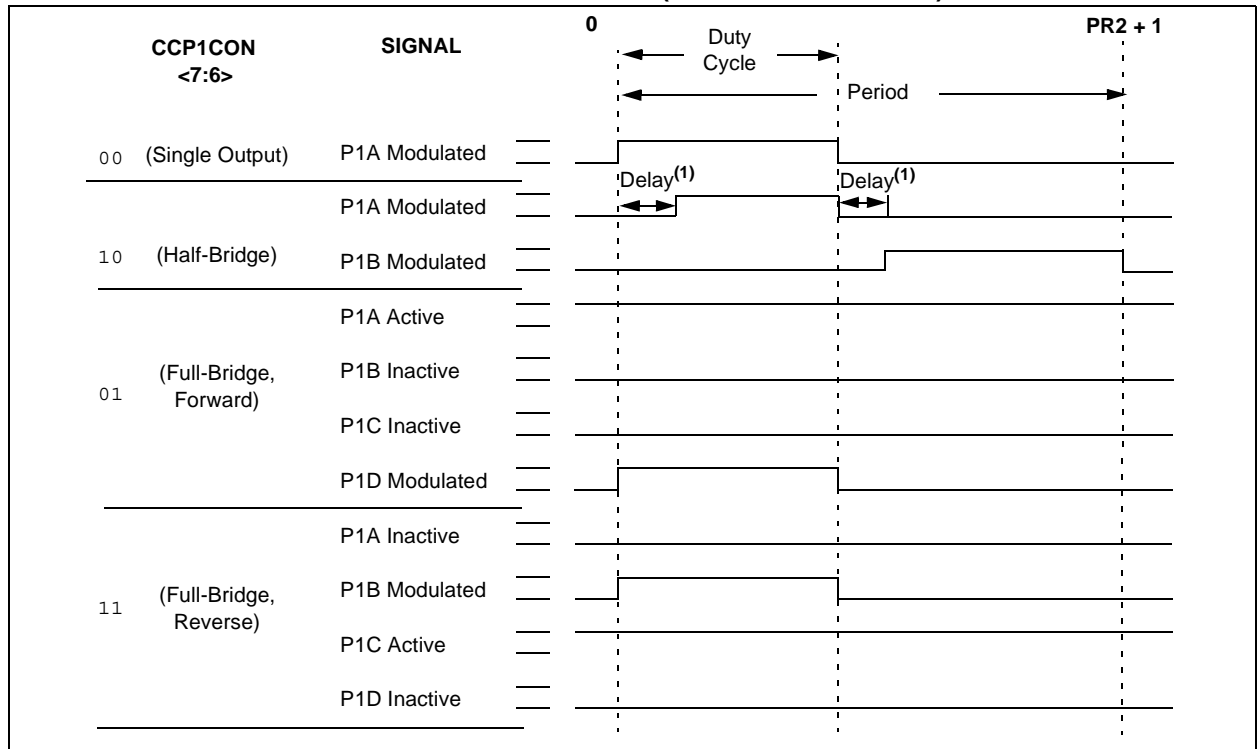 0
PR2 + 1
CCP1CON
<7:6>
SIGNAL
Duty
Cycle
Period
00
(Single Output)
P1A Modulated
Delay(1)
Delay(1)
P1A Modulated
10
(Half-Bridge)
P1B Modulated
P1A Active
01
(Full-Bridge,
Forward)
P1B Inactive
P1C Inactive
P1D Modulated
P1A Inactive
11
(Full-Bridge,
Reverse)
P1B Modulated
P1C Active
P1D Inactive